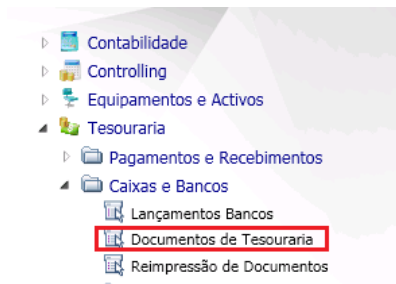 Contabilidade
Controlling
Equipamentos e Activos
Tesouraria
Pagamentos e Recebimentos
Caixas e Bancos
Lançamentos Bancos
Documentos de Tesouraria
Reimpressão de Documentos